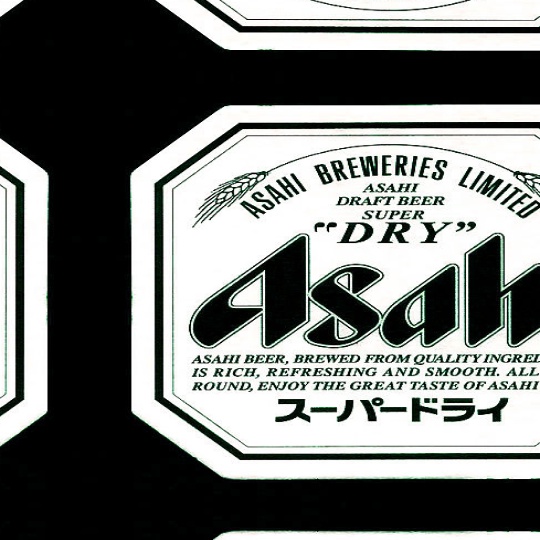 ASAHI BREWERIES LIMITED
ASAHI
DRAFT BEER
SUPER
“DRY”
Asah
ASAHI BEER, BREWED FROM QUALITY INGRED
IS RICH, REFRESHING AND SMOOTH. ALL
ROUND, ENJOY THE GREAT TASTE OF ASAHI
スーパードライ